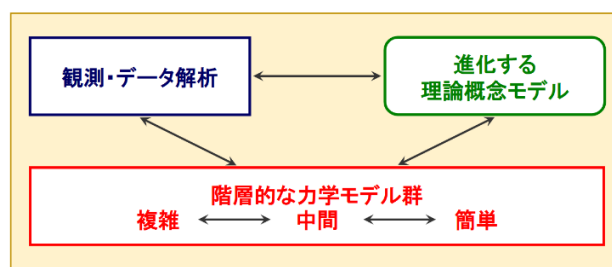 観測・データ解析
進化する
理論概念モデル
階層的な力学モデル群
複雑 中間 簡単